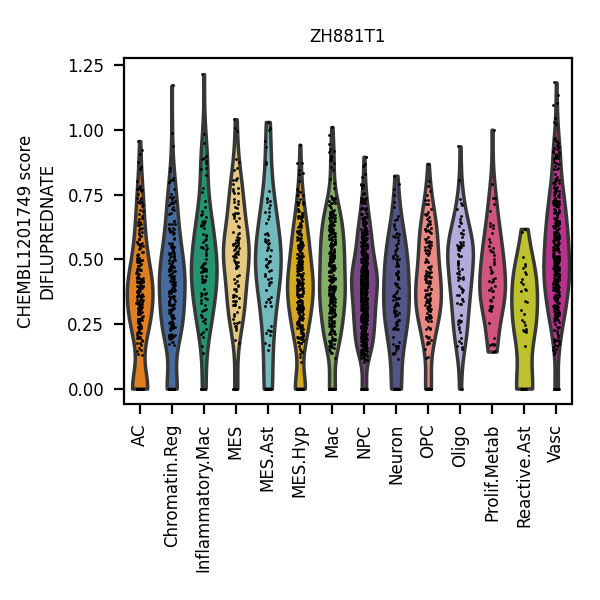 ZH881T1
CHEMBL1201749 score
DIFLUPREDNATE
1.25
1.00
0.75
0.50
0.25
0.00
AC
Chromatin.Reg
Inflammatory.Mac
MES
MES.Ast
MES.Hyp
Mac
NPC
Neuron
OPC
Oligo
Prolif.Metab
Reactive.Ast
Vasc